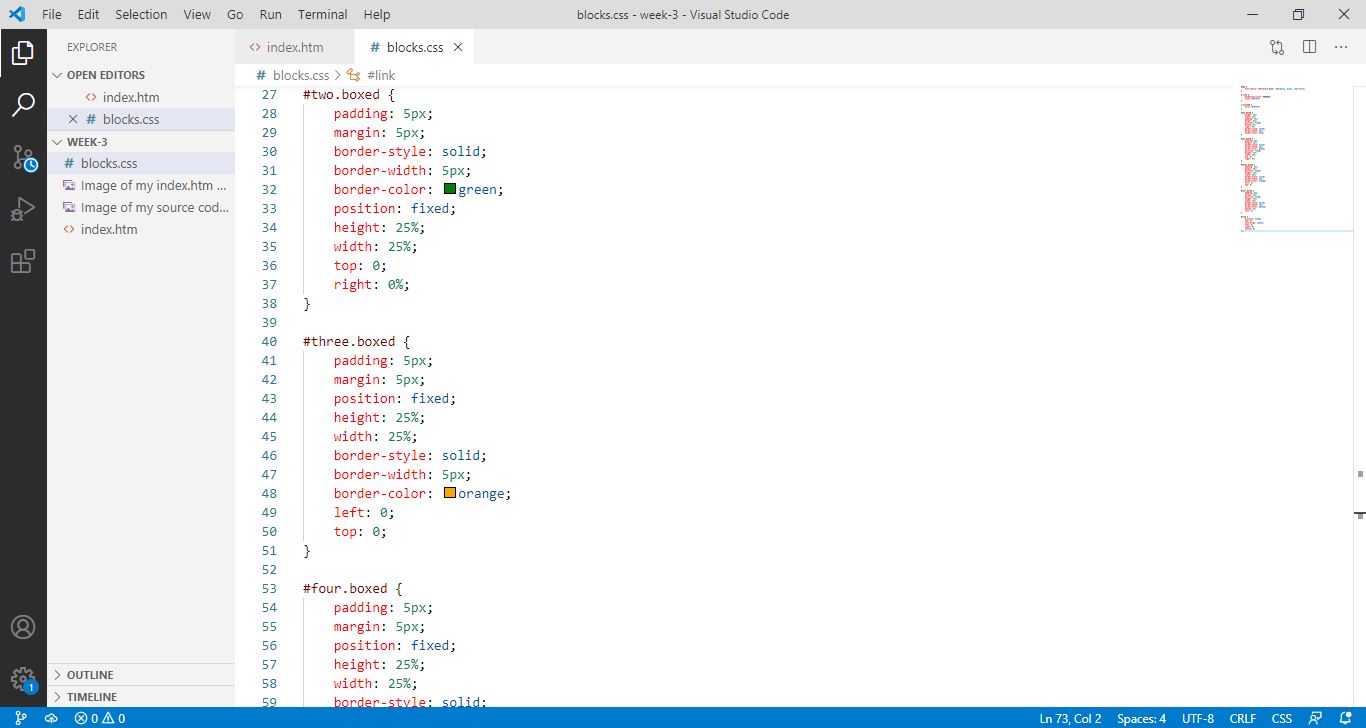 File Edit Selection View Go Run Terminal Help
blocks.css - week-3 - Visual Studio Code
EXPLORER
OPEN EDITORS
<> index.htm
# blocks.css
WEEK-3
# blocks.css
Image of my index.htm ...
Image of my source cod...
<> index.htm
OUTLINE
TIMELINE
<> index.htm
# blocks.css
# blocks.css > #link
27 #two.boxed {
28 padding: 5px;
29 margin: 5px;
30 border-style: solid;
31 border-width: 5px;
32 border-color: green;
33 position: fixed;
34 height: 25%;
35 width: 25%;
36 top: 0;
37 right: 0%;
38 }
39
40 #three.boxed {
41 padding: 5px;
42 margin: 5px;
43 position: fixed;
44 height: 25%;
45 width: 25%;
46 border-style: solid;
47 border-width: 5px;
48 border-color: orange;
49 left: 0;
50 top: 0;
51 }
52
53 #four.boxed {
54 padding: 5px;
55 margin: 5px;
56 position: fixed;
57 height: 25%;
58 width: 25%;
59 border-style: solid;
1
0 0
Ln 73, Col 2
Spaces: 4
UTF-8
CRLF
CSS